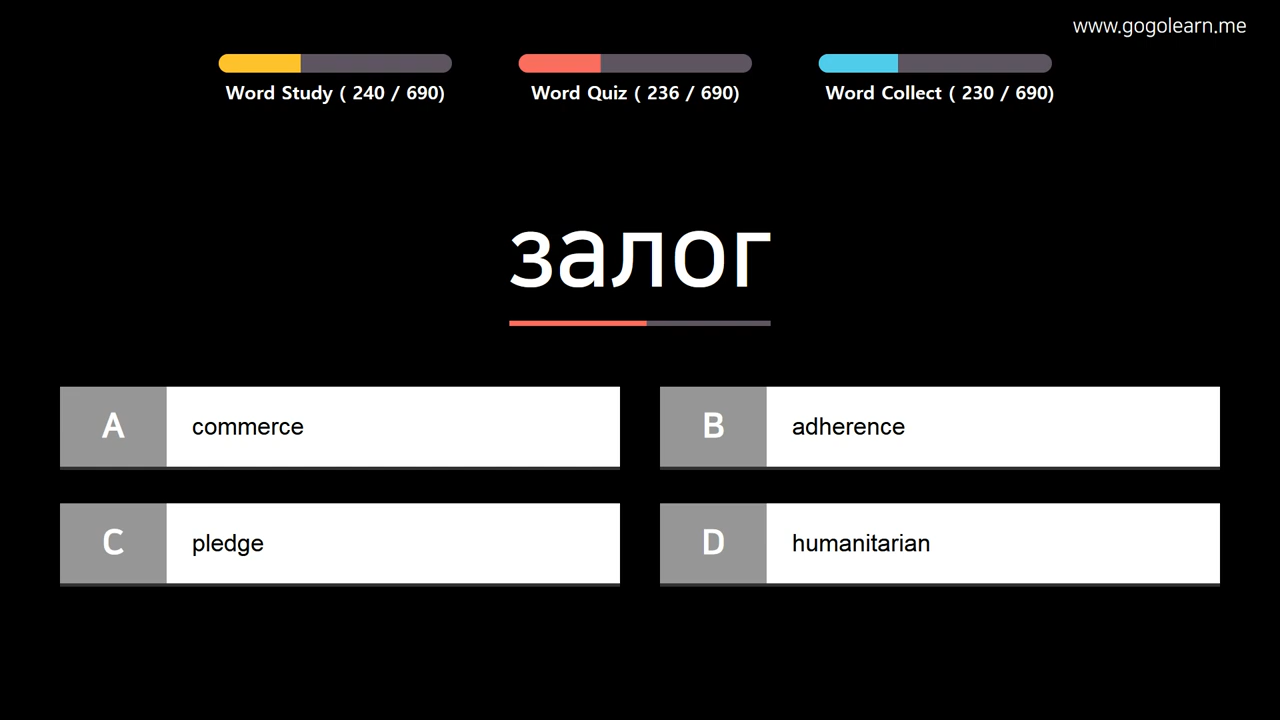 www.gogolearn.me
Word Study ( 240 / 690)
Word Quiz ( 236 / 690)
Word Collect ( 230 / 690)
залог
A commerce
B adherence
C pledge
D humanitarian